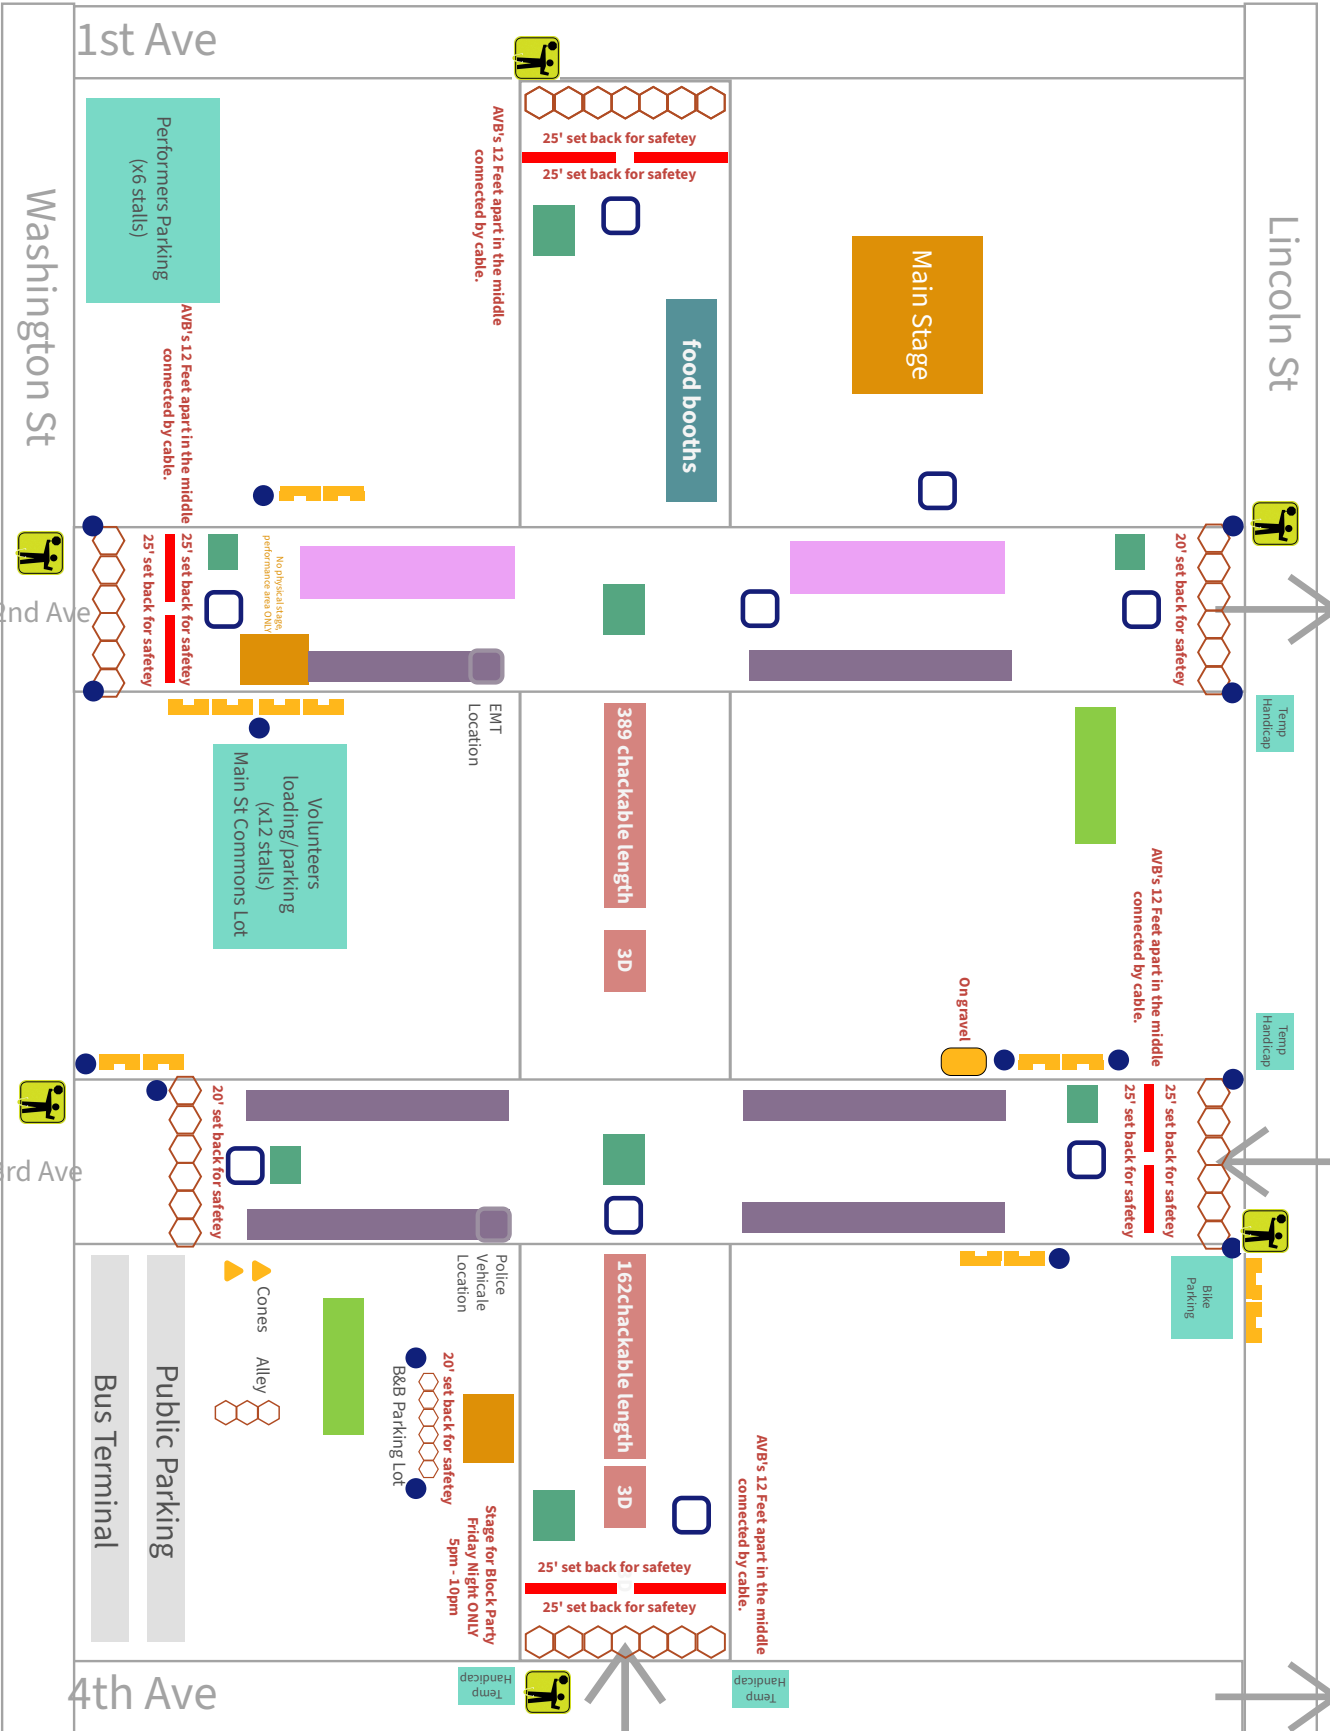 1st Ave
Washington St
Lincoln St
Performers Parking
(x6 stalls)
AVB's 12 Feet apart in the middle
connected by cable.
25' set back for safetey
25' set back for safetey
Main Stage
food booths
AVB's 12 Feet apart in the middle
connected by cable.
2nd Ave
25' set back for safetey
25' set back for safetey
No physical stage,
performance area ONLY
20' set back for safetey
EMT
Location
Temp
Handicap
Volunteers
loading/parking
(x12 stalls)
Main St Commons Lot
389 chackable length
3D
AVB's 12 Feet apart in the middle
connected by cable.
On gravel
Temp
Handicap
3rd Ave
20' set back for safetey
25' set back for safetey
25' set back for safetey
Police
Vehicale
Location
Bike
Parking
Cones
Alley
Public Parking
Bus Terminal
B&B Parking Lot
20' set back for safetey
162chackable length
3D
Stage for Block Party
Friday Night ONLY
5pm - 10pm
AVB's 12 Feet apart in the middle
connected by cable.
25' set back for safetey
25' set back for safetey
4th Ave
Temp
Handicap
Temp
Handicap